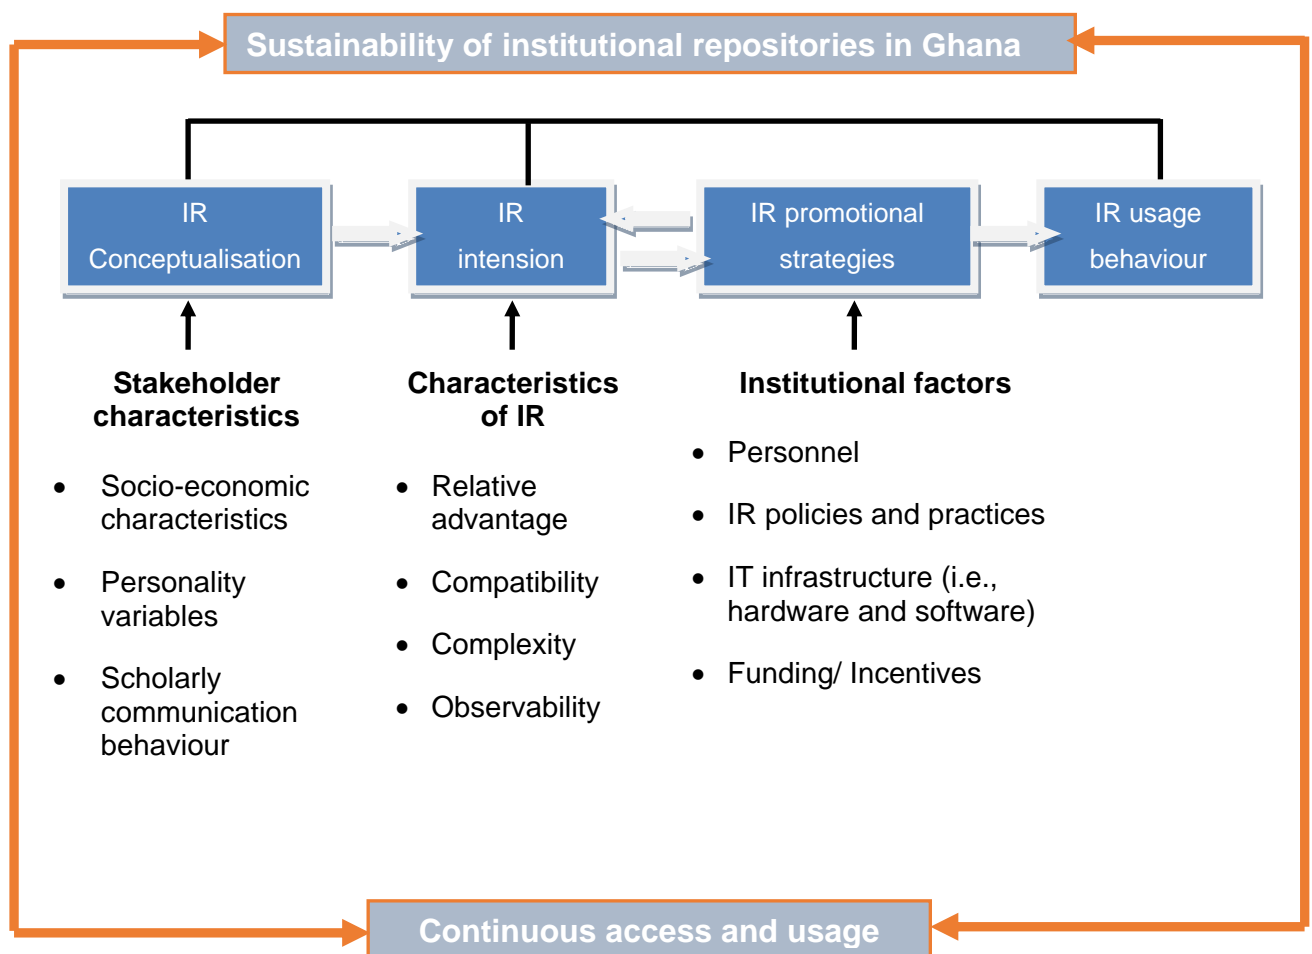 Sustainability of institutional repositories in Ghana
IR
Conceptualisation
IR
intension
IR promotional
strategies
IR usage
behaviour
Stakeholder
characteristics
• Socio-economic
characteristics
• Personality
variables
• Scholarly
communication
behaviour
Characteristics
of IR
• Relative
advantage
• Compatibility
• Complexity
• Observability
Institutional factors
• Personnel
• IR policies and practices
• IT infrastructure (i.e.,
hardware and software)
• Funding/ Incentives
Continuous access and usage